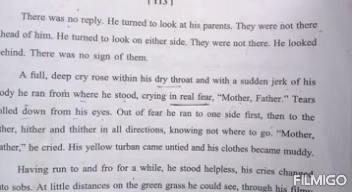 [ 113 ]
There was no reply. He turned to look at his parents. They were not there
head of him. He turned to look on either side. They were not there. He looked
ehind. There was no sign of them.
A full, deep cry rose within his dry throat and with a sudden jerk of his
ody he ran from where he stood, crying in real fear, "Mother, Father." Tears
olled down from his eyes. Out of fear he ran to one side first, then to the
ther, hither and thither in all directions, knowing not where to go. "Mother,
ather," he cried. His yellow turban came untied and his clothes became muddy.
Having run to and fro for a while, he stood helpless, his cries changed
to sobs. At little distances on the green grass he could see, through his filmy
FILMIGO